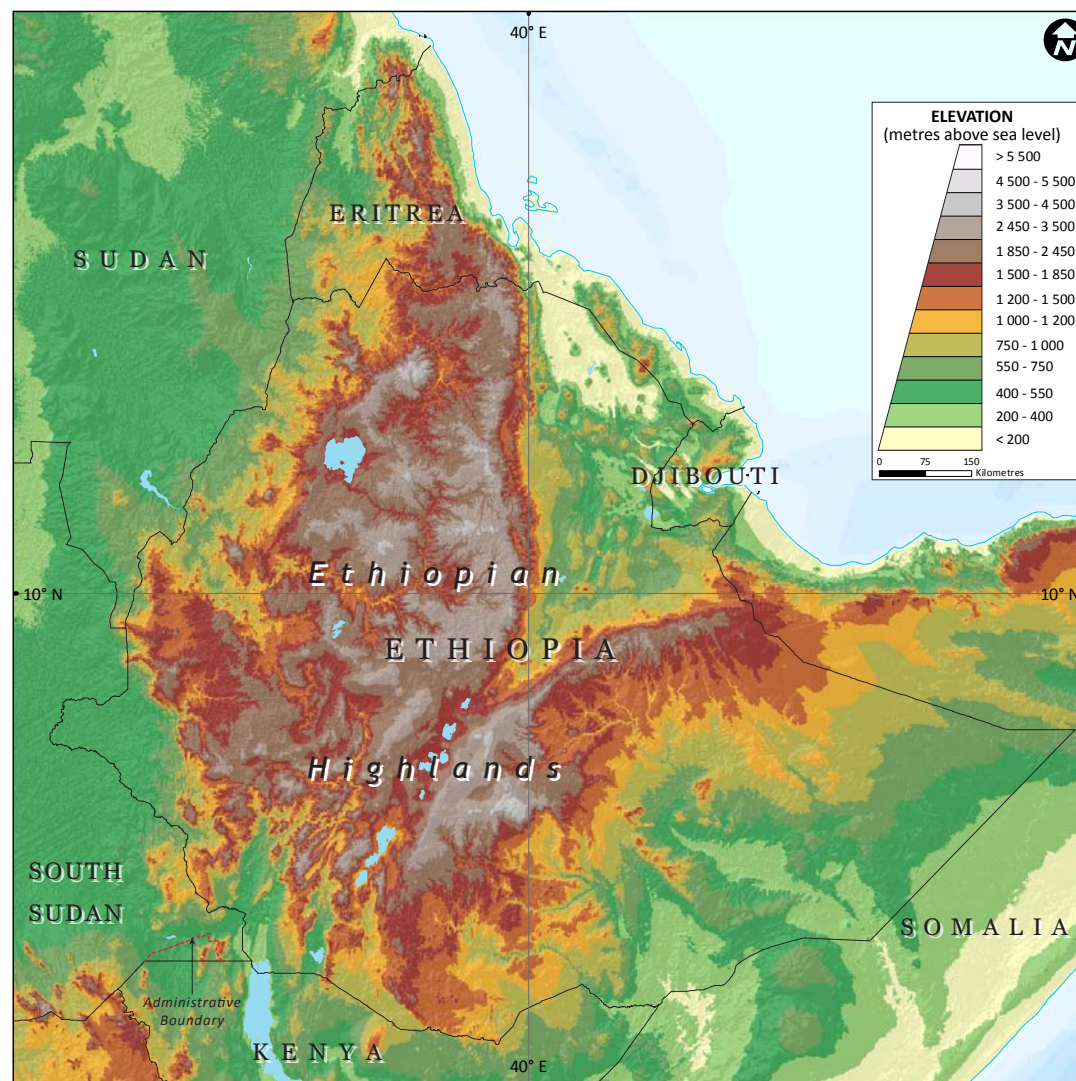 40° E
N
ELEVATION
(metres above sea level)
> 5 500
4 500 - 5 500
3 500 - 4 500
2 450 - 3 500
1 850 - 2 450
1 500 - 1 850
1 200 - 1 500
1 000 - 1 200
750 - 1 000
550 - 750
400 - 550
200 - 400
< 200
0 75 150
Kilometres
ERITREA
SUDAN
DJIBOUTI
Ethiopian
10° N
10° N
ETHIOPIA
Highlands
SOUTH
SUDAN
SOMALIA
Administrative
Boundary
KENYA
40° E